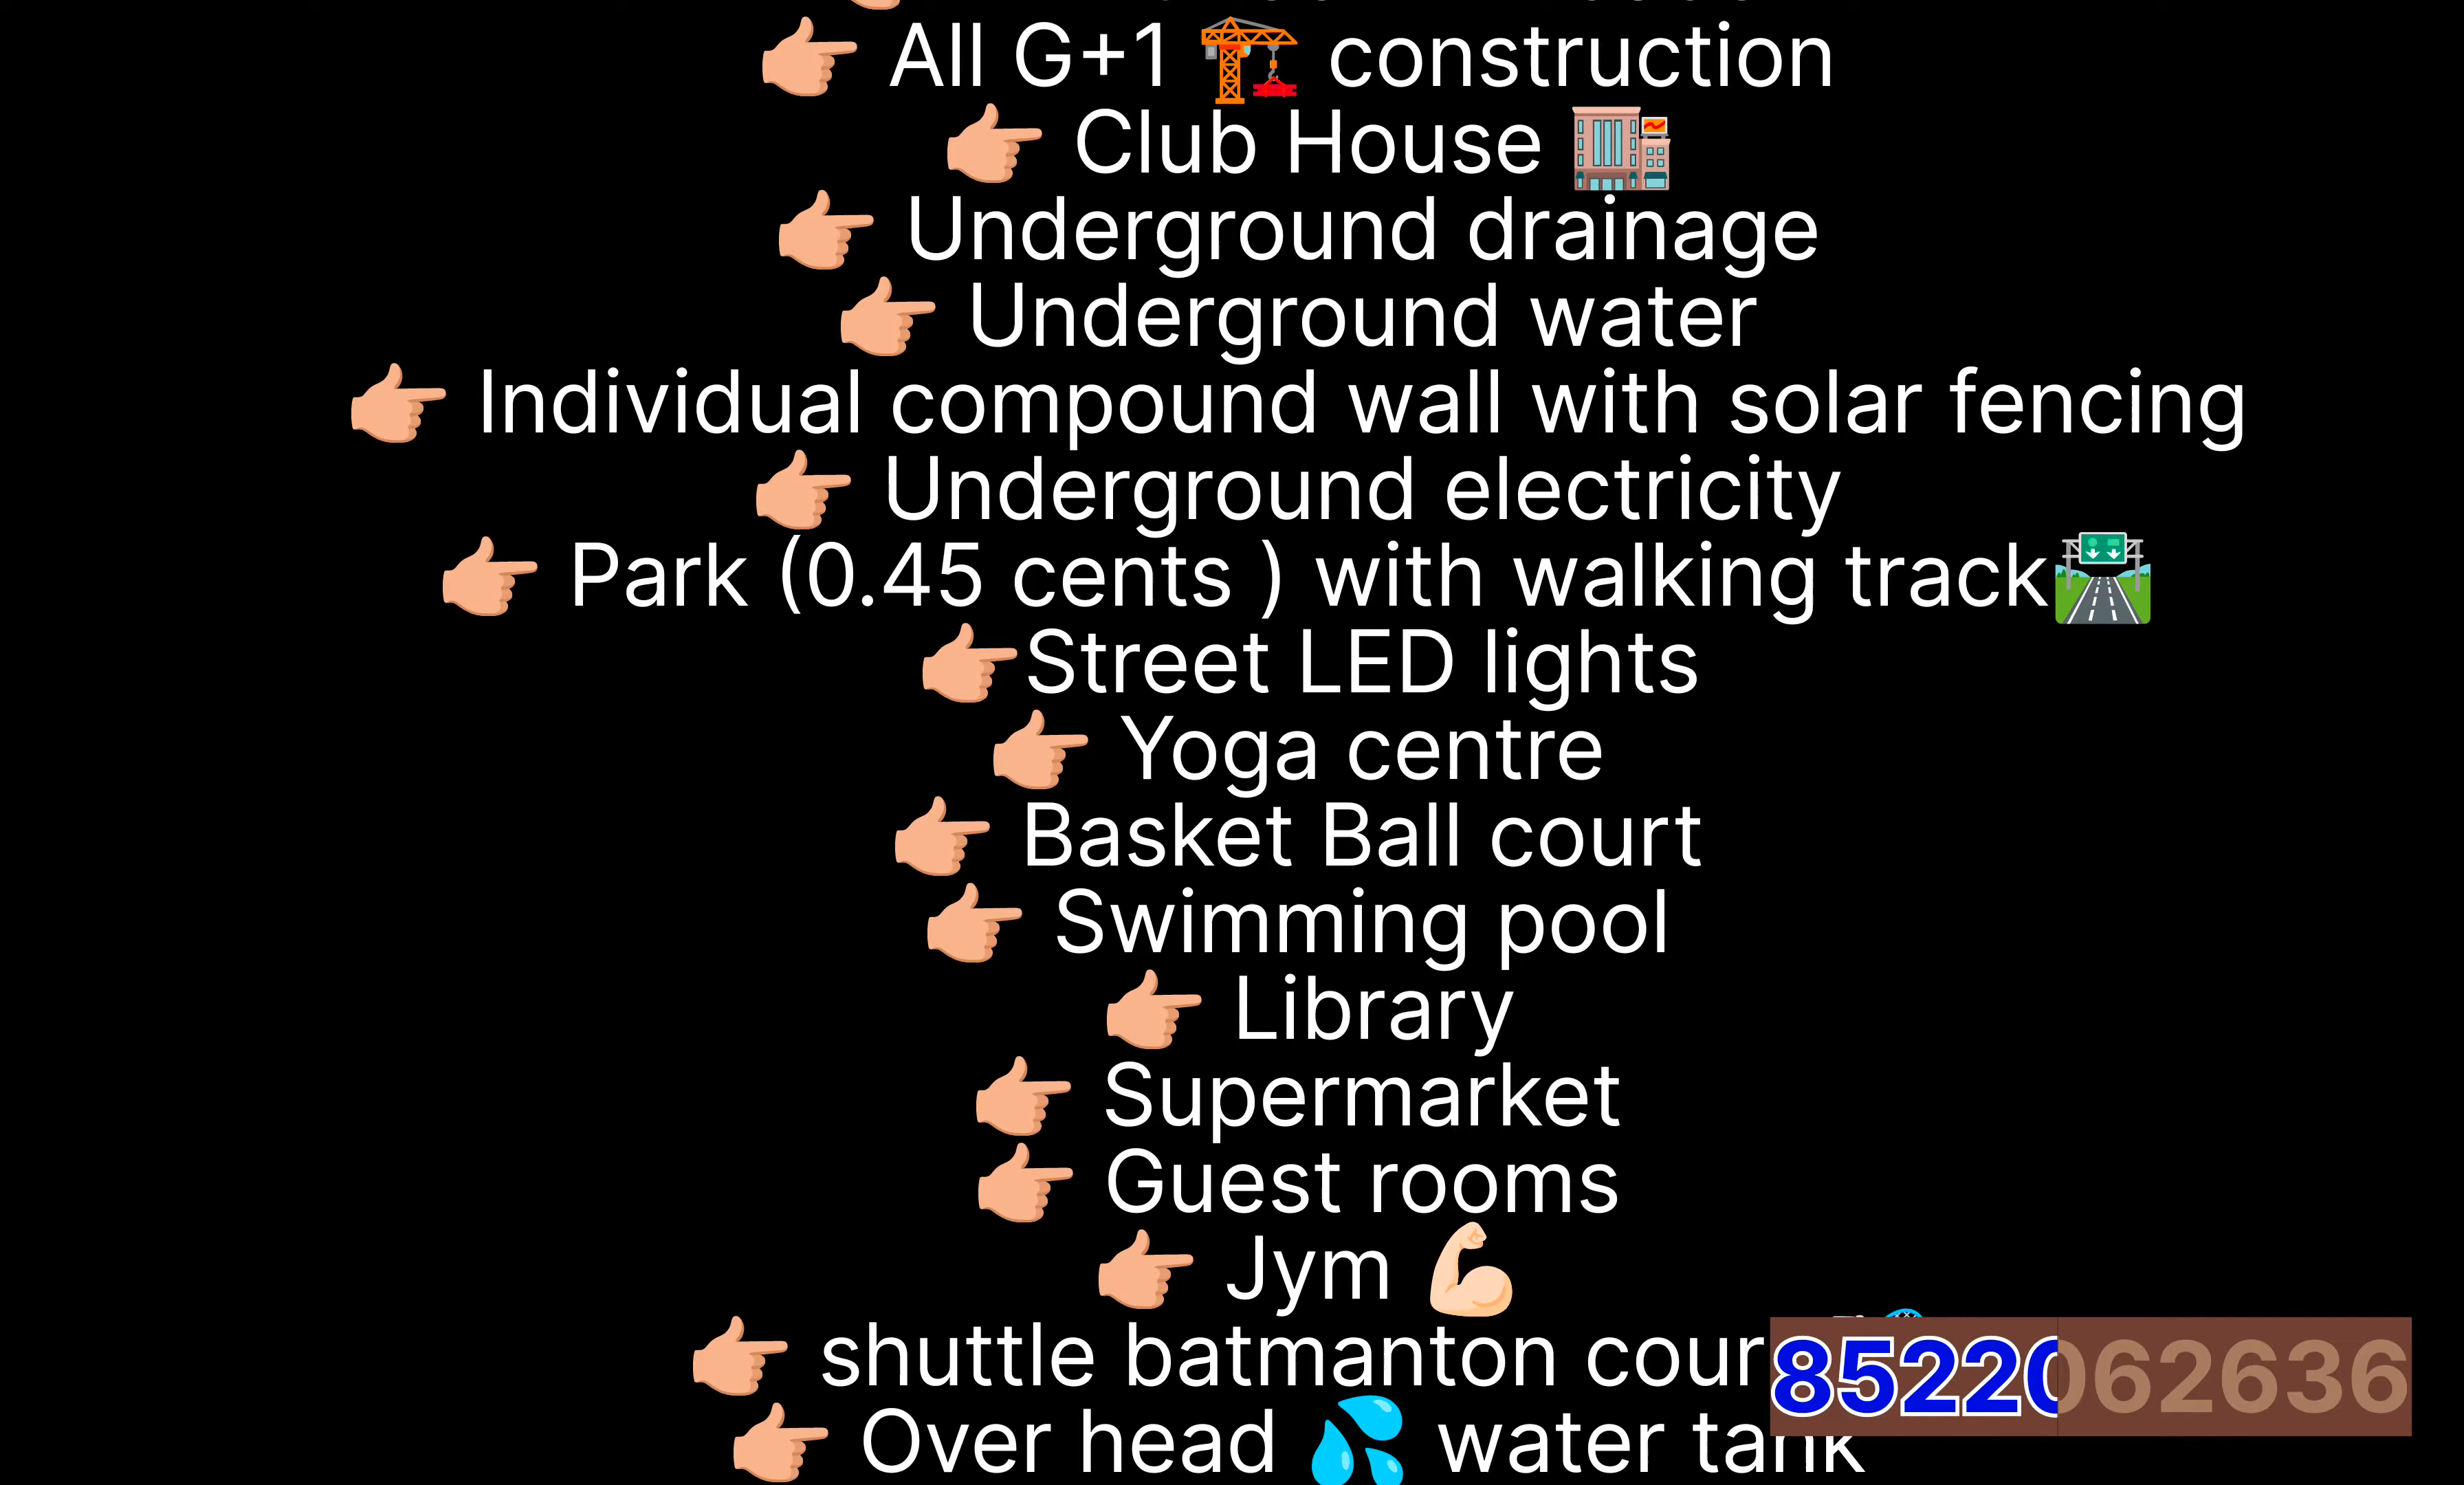 👉🏼 All G+1 🏗️ construction
👉🏼 Club House 🏬
👉🏼 Underground drainage
👉🏼 Underground water
👉🏼 Individual compound wall with solar fencing
👉🏼 Underground electricity
👉🏼 Park (0.45 cents ) with walking track🛣️
👉🏼Street LED lights
👉🏼 Yoga centre
👉🏼 Basket Ball court
👉🏼 Swimming pool
👉🏼 Library
👉🏼 Supermarket
👉🏼 Guest rooms
👉🏼 Jym 💪🏻
👉🏼 shuttle batmanton cour
8522062636
👉🏼 Over head 💦 water tank